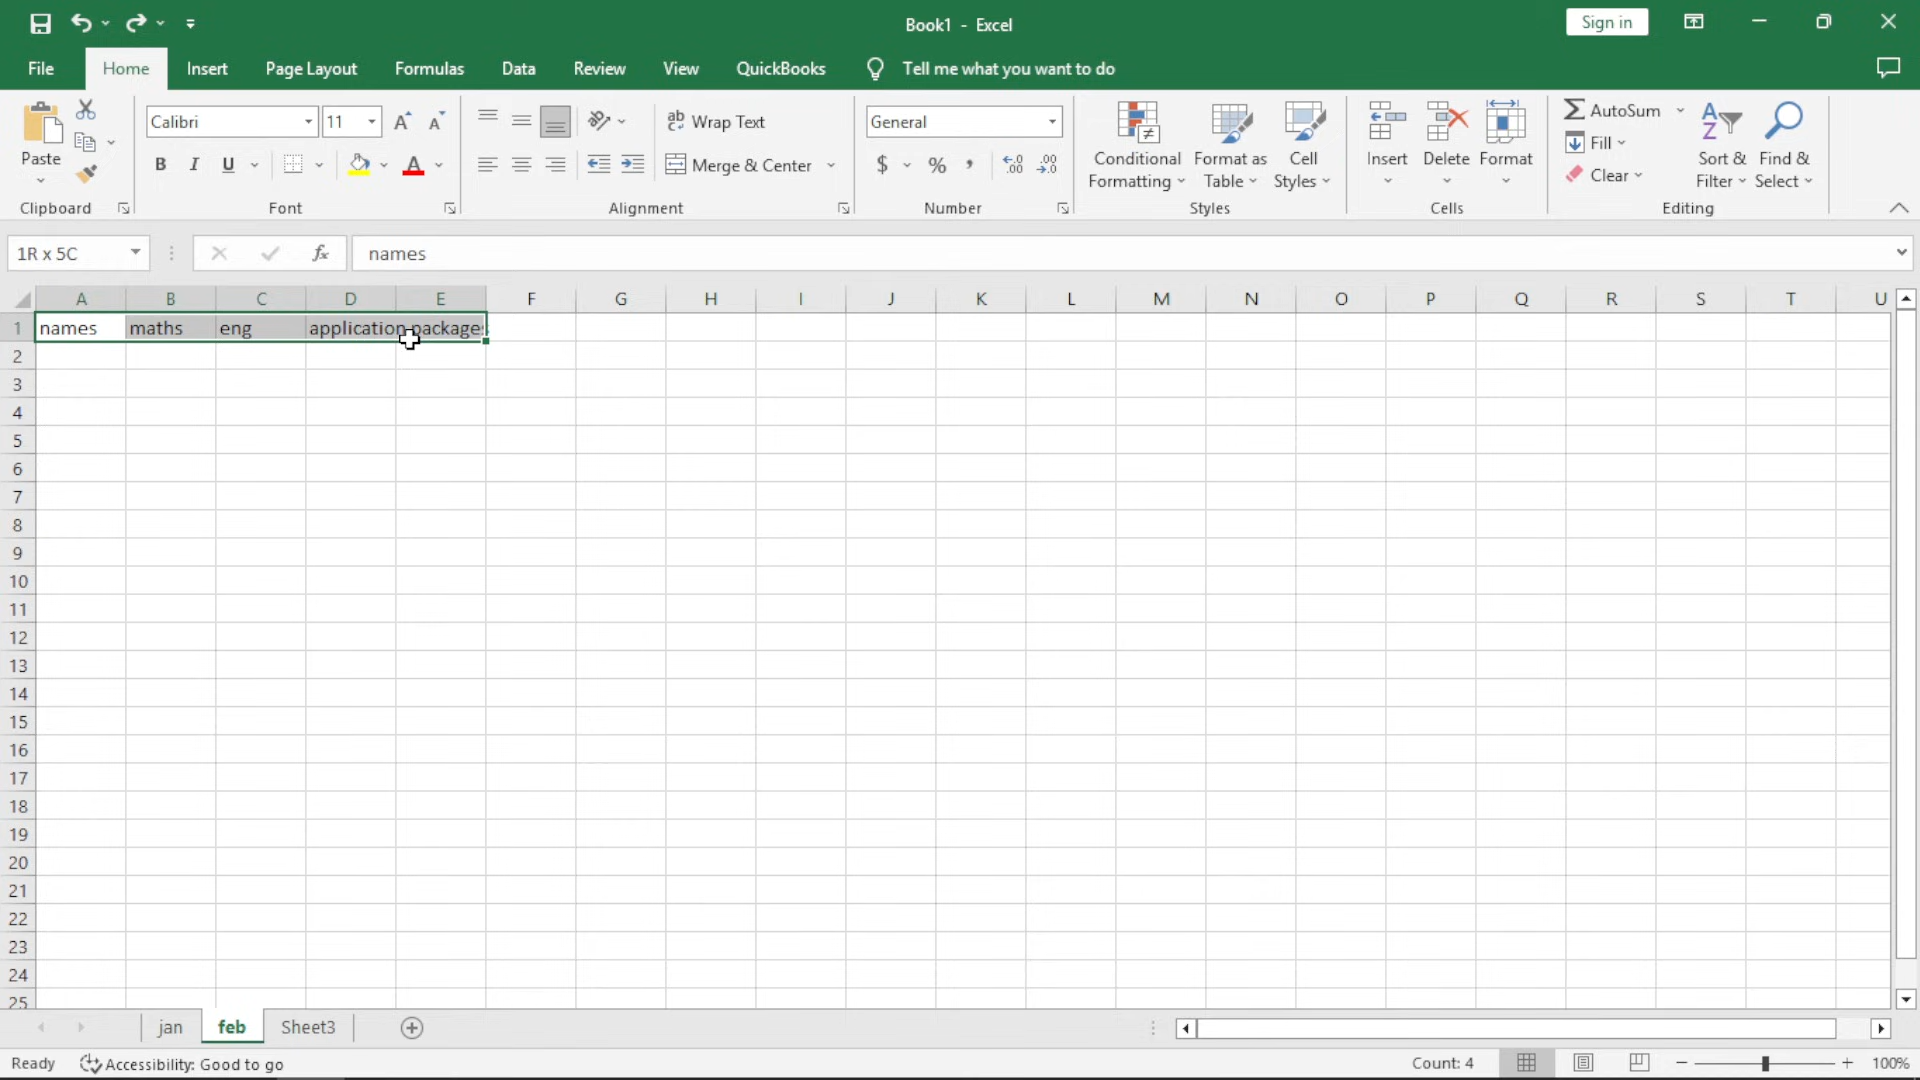 Book1 - Excel
Sign in
File Home Insert Page Layout Formulas Data Review View QuickBooks Tell me what you want to do
Calibri 11 Wrap Text General AutoSum
Paste B I U A Merge & Center $ % , Conditional Formatting Format as Table Cell Styles Insert Delete Format Fill Clear Sort & Filter Find & Select
Clipboard Font Alignment Number Styles Cells Editing
1R x 5C fx names
A B C D E F G H I J K L M N O P Q R S T U
1 names maths eng application packages
2
3
4
5
6
7
8
9
10
11
12
13
14
15
16
17
18
19
20
21
22
23
24
25
jan feb Sheet3
Ready Accessibility: Good to go Count: 4 100%